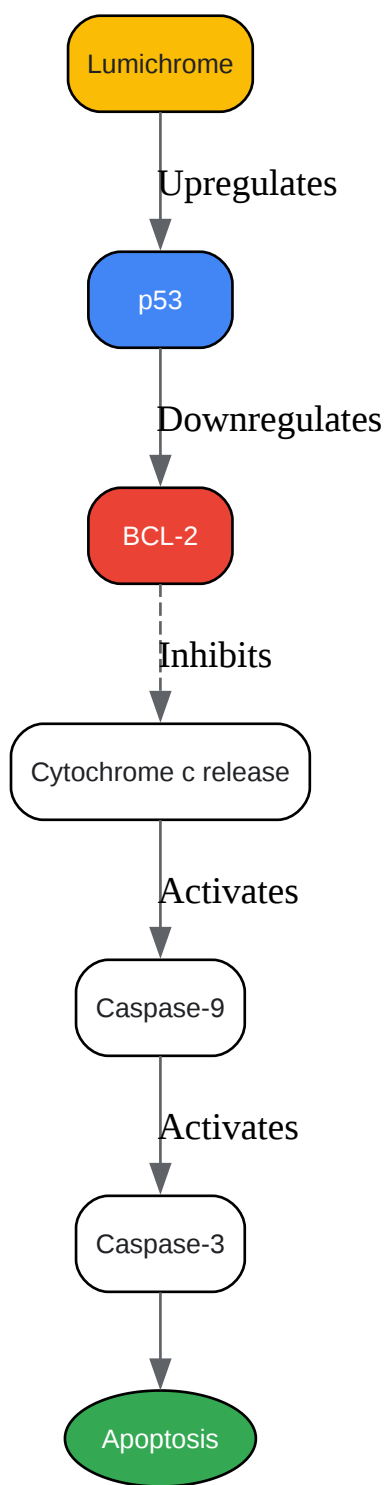 Lumichrome
Upregulates
p53
Downregulates
BCL-2
Inhibits
Cytochrome c release
Activates
Caspase-9
Activates
Caspase-3
Apoptosis